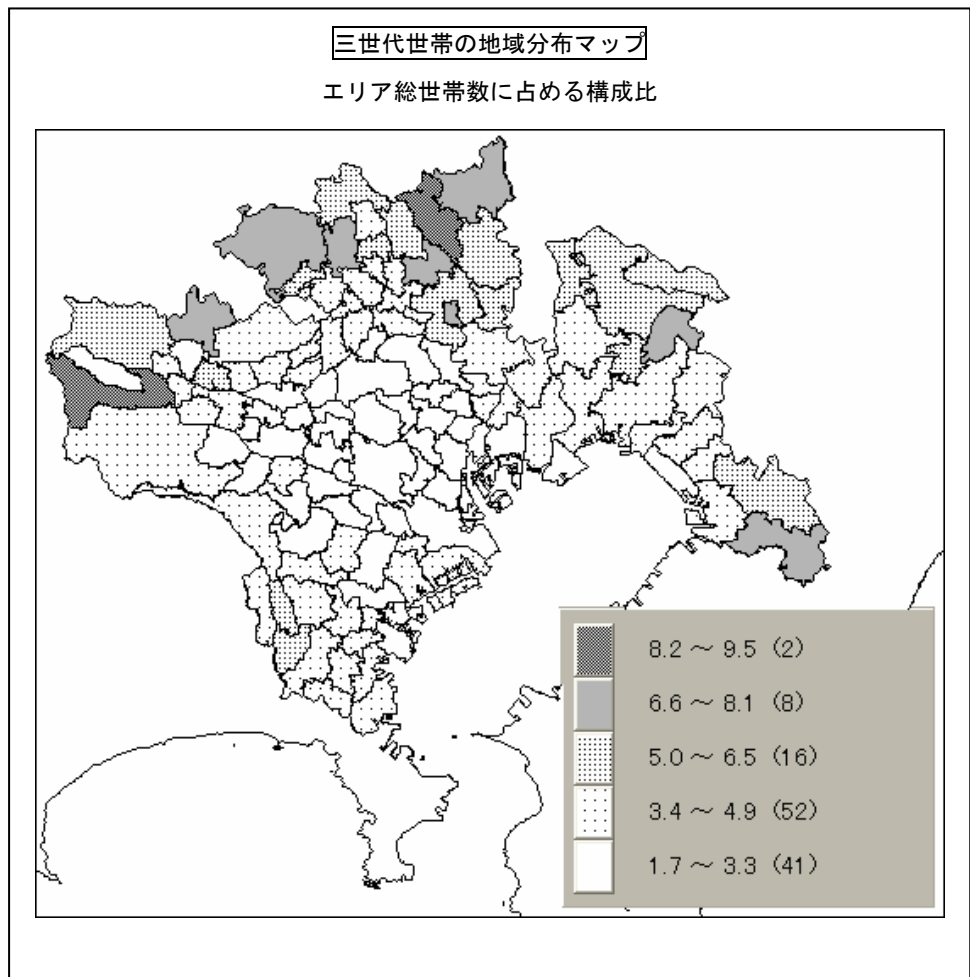 三世代世帯の地域分布マップ
エリア総世帯数に占める構成比
8.2 ～ 9.5 (2)
6.6 ～ 8.1 (8)
5.0 ～ 6.5 (16)
3.4 ～ 4.9 (52)
1.7 ～ 3.3 (41)